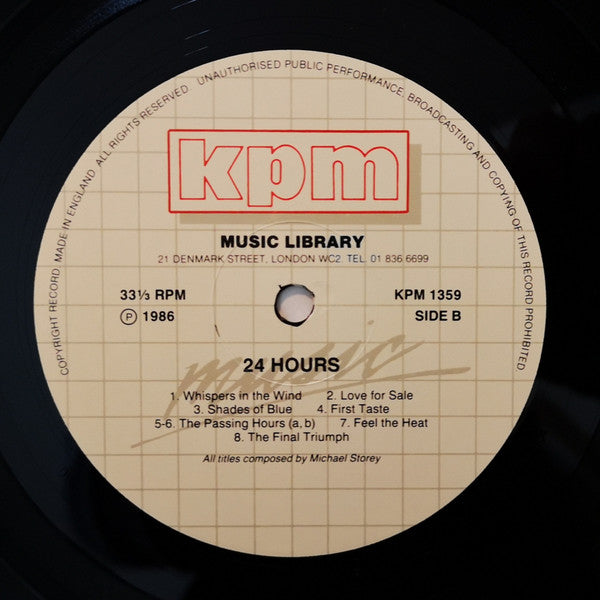 COPYRIGHT RECORD. MADE IN ENGLAND. ALL RIGHTS RESERVED. UNAUTHORISED PUBLIC PERFORMANCE, BROADCASTING AND COPYING OF THIS RECORD PROHIBITED.
kpm
MUSIC LIBRARY
21 DENMARK STREET, LONDON WC2. TEL. 01 836 6699
33⅓ RPM KPM 1359
℗ 1986 SIDE B
music
24 HOURS
1. Whispers in the Wind 2. Love for Sale
3. Shades of Blue 4. First Taste
5-6. The Passing Hours (a, b) 7. Feel the Heat
8. The Final Triumph
All titles composed by Michael Storey